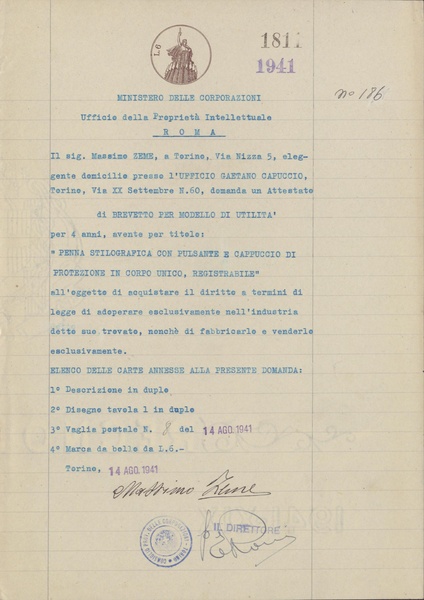 L.6
1811
1941
nº 186
MINISTERO DELLE CORPORAZIONI
Ufficio della Proprietà Intellettuale
R O M A
Il sig. Massimo ZEME, a Torino, Via Nizza 5, eleg-
gente domicilio presso l'UFFICIO GAETANO CAPUCCIO,
Torino, Via XX Settembre N.60, domanda un Attestato
di BREVETTO PER MODELLO DI UTILITA'
per 4 anni, avente per titolo:
" PENNA STILOGRAFICA CON PULSANTE E CAPPUCCIO DI
PROTEZIONE IN CORPO UNICO, REGISTRABILE"
all'oggetto di acquistare il diritto a termini di
legge di adoperare esclusivamente nell'industria
detto suo trovato, nonchè di fabbricarlo e venderlo
esclusivamente.
ELENCO DELLE CARTE ANNESSE ALLA PRESENTE DOMANDA:
1° Descrizione in duplo
2° Disegno tavola 1 in duplo
3° Vaglia postale N. 8 del 14 AGO.1941
4° Marca da bollo da L.6.-
Torino, 14 AGO.1941
Massimo Zeme
IL DIRETTORE